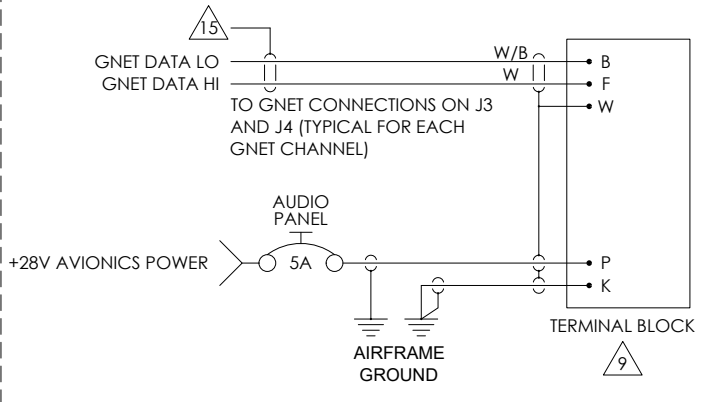 15
GNET DATA LO
W/B
B
GNET DATA HI
W
F
W
TO GNET CONNECTIONS ON J3
AND J4 (TYPICAL FOR EACH
GNET CHANNEL)
AUDIO
PANEL
+28V AVIONICS POWER
5A
P
K
TERMINAL BLOCK
AIRFRAME
GROUND
9